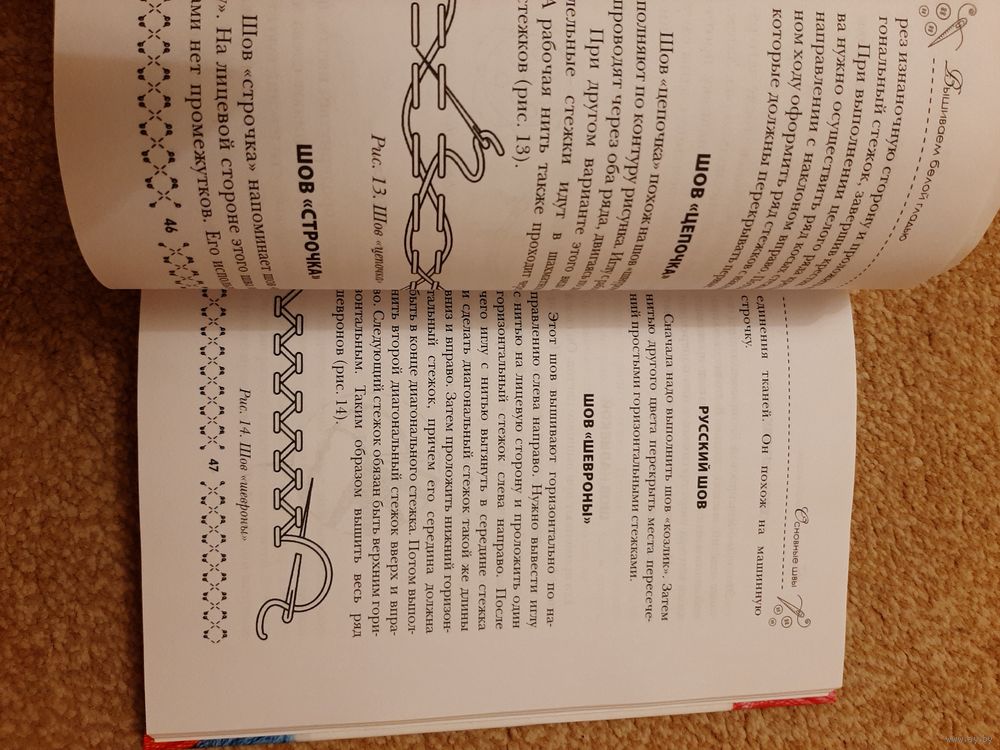 Вышиваем белой гладью
рез изнаночную сторону и
гональный стежок.
При выполнении
ва нужно осуществить
направлении с наклоном
ном ходу оформить ряд
которые должны перекрывать
ШОВ «ЦЕПОЧКА
Шов «цепочка» похож на шов
полняют по контуру рисунка. Иглу с
проводят через оба ряда, двигаясь
При другом варианте этого
тельные стежки идут в
А рабочая нить также проходит
стежков (рис. 13).
Рис. 13. Шов «цепочка»
ШОВ «СТРОЧКА»
Шов «строчка» напоминает шов
у». На лицевой стороне этого
ами нет промежутков. Его
46
Основные швы
единения тканей. Он похож на машинную
строчку.
РУССКИЙ ШОВ
Сначала надо выполнить шов «козлик». Затем
нитью другого цвета перекрыть места пересече-
ний простыми горизонтальными стежками.
ШОВ «ШЕВРОНЫ»
Этот шов вышивают горизонтально по на-
правлению слева направо. Нужно вывести иглу
с нитью на лицевую сторону и проложить один
горизонтальный стежок слева направо. После
чего иглу с нитью вытянуть в середине стежка
и сделать диагональный стежок такой же длины
вниз и вправо. Затем проложить нижний горизон-
тальный стежок, причем его середина должна
быть в конце диагонального стежка. Потом выпол-
нить второй диагональный стежок вверх и впра-
во. Следующий стежок обязан быть верхним гори-
зонтальным. Таким образом вышить весь ряд
шевронов (рис. 14).
Рис. 14. Шов «шевроны»
47
www.ay.by